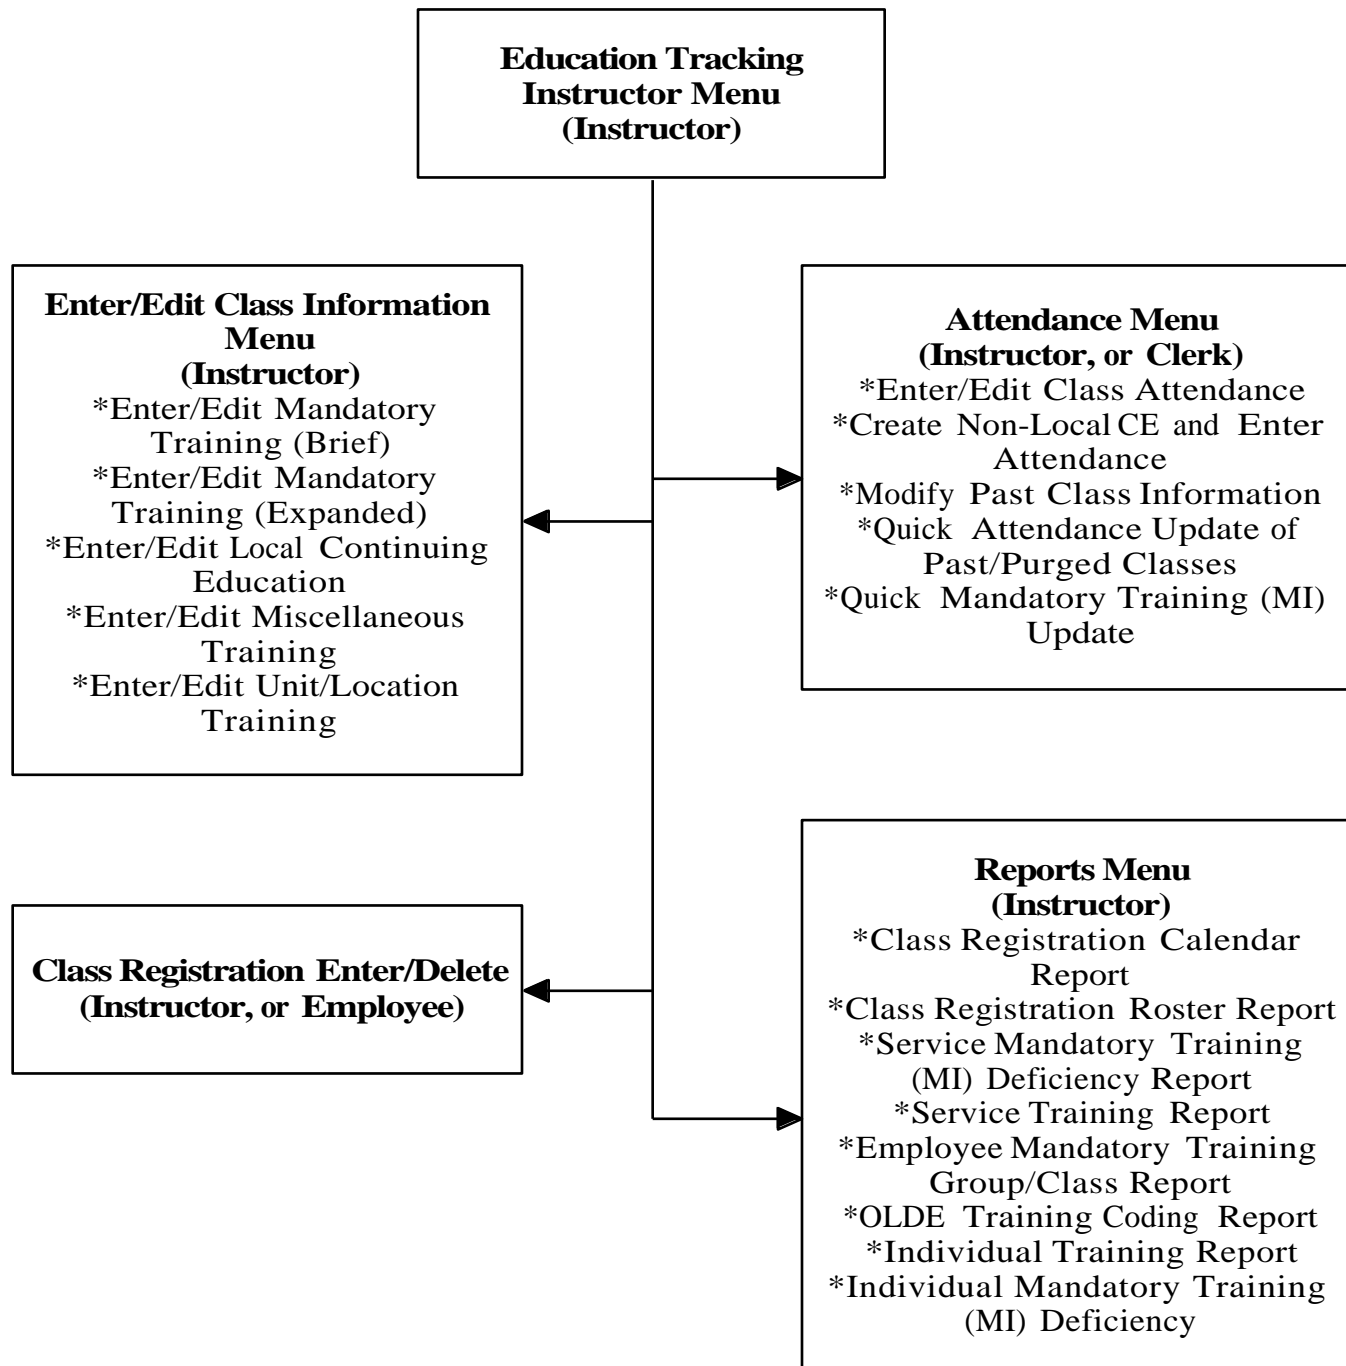 Education Tracking
Instructor Menu
(Instructor)
Enter/Edit Class Information
Menu
(Instructor)
*Enter/Edit Mandatory
Training (Brief)
*Enter/Edit Mandatory
Training (Expanded)
*Enter/Edit Local Continuing
Education
*Enter/Edit Miscellaneous
Training
*Enter/Edit Unit/Location
Training
Attendance Menu
(Instructor, or Clerk)
*Enter/Edit Class Attendance
*Create Non-Local CE and Enter
Attendance
*Modify Past Class Information
*Quick Attendance Update of
Past/Purged Classes
*Quick Mandatory Training (MI)
Update
Class Registration Enter/Delete
(Instructor, or Employee)
Reports Menu
(Instructor)
*Class Registration Calendar
Report
*Class Registration Roster Report
*Service Mandatory Training
(MI) Deficiency Report
*Service Training Report
*Employee Mandatory Training
Group/Class Report
*OLDE Training Coding Report
*Individual Training Report
*Individual Mandatory Training
(MI) Deficiency